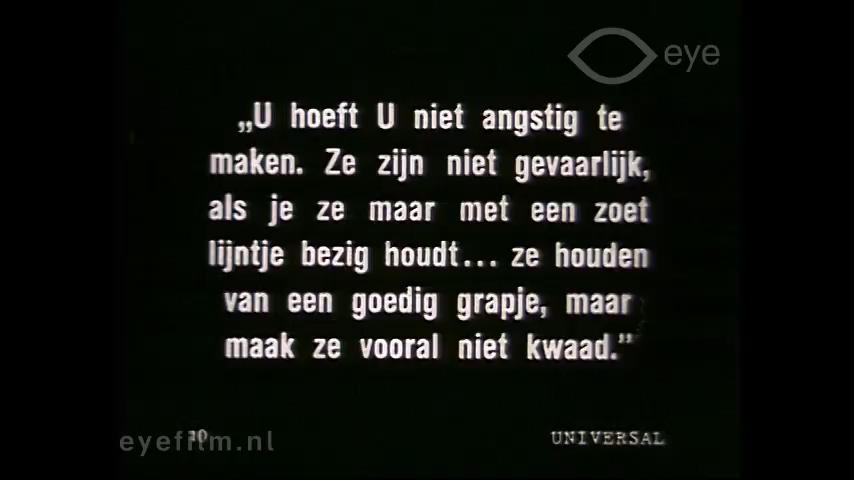 eye
„U hoeft U niet angstig te
maken. Ze zijn niet gevaarlijk,
als je ze maar met een zoet
lijntje bezig houdt... ze houden
van een goedig grapje, maar
maak ze vooral niet kwaad.”
10
eyefilm.nl
UNIVERSAL